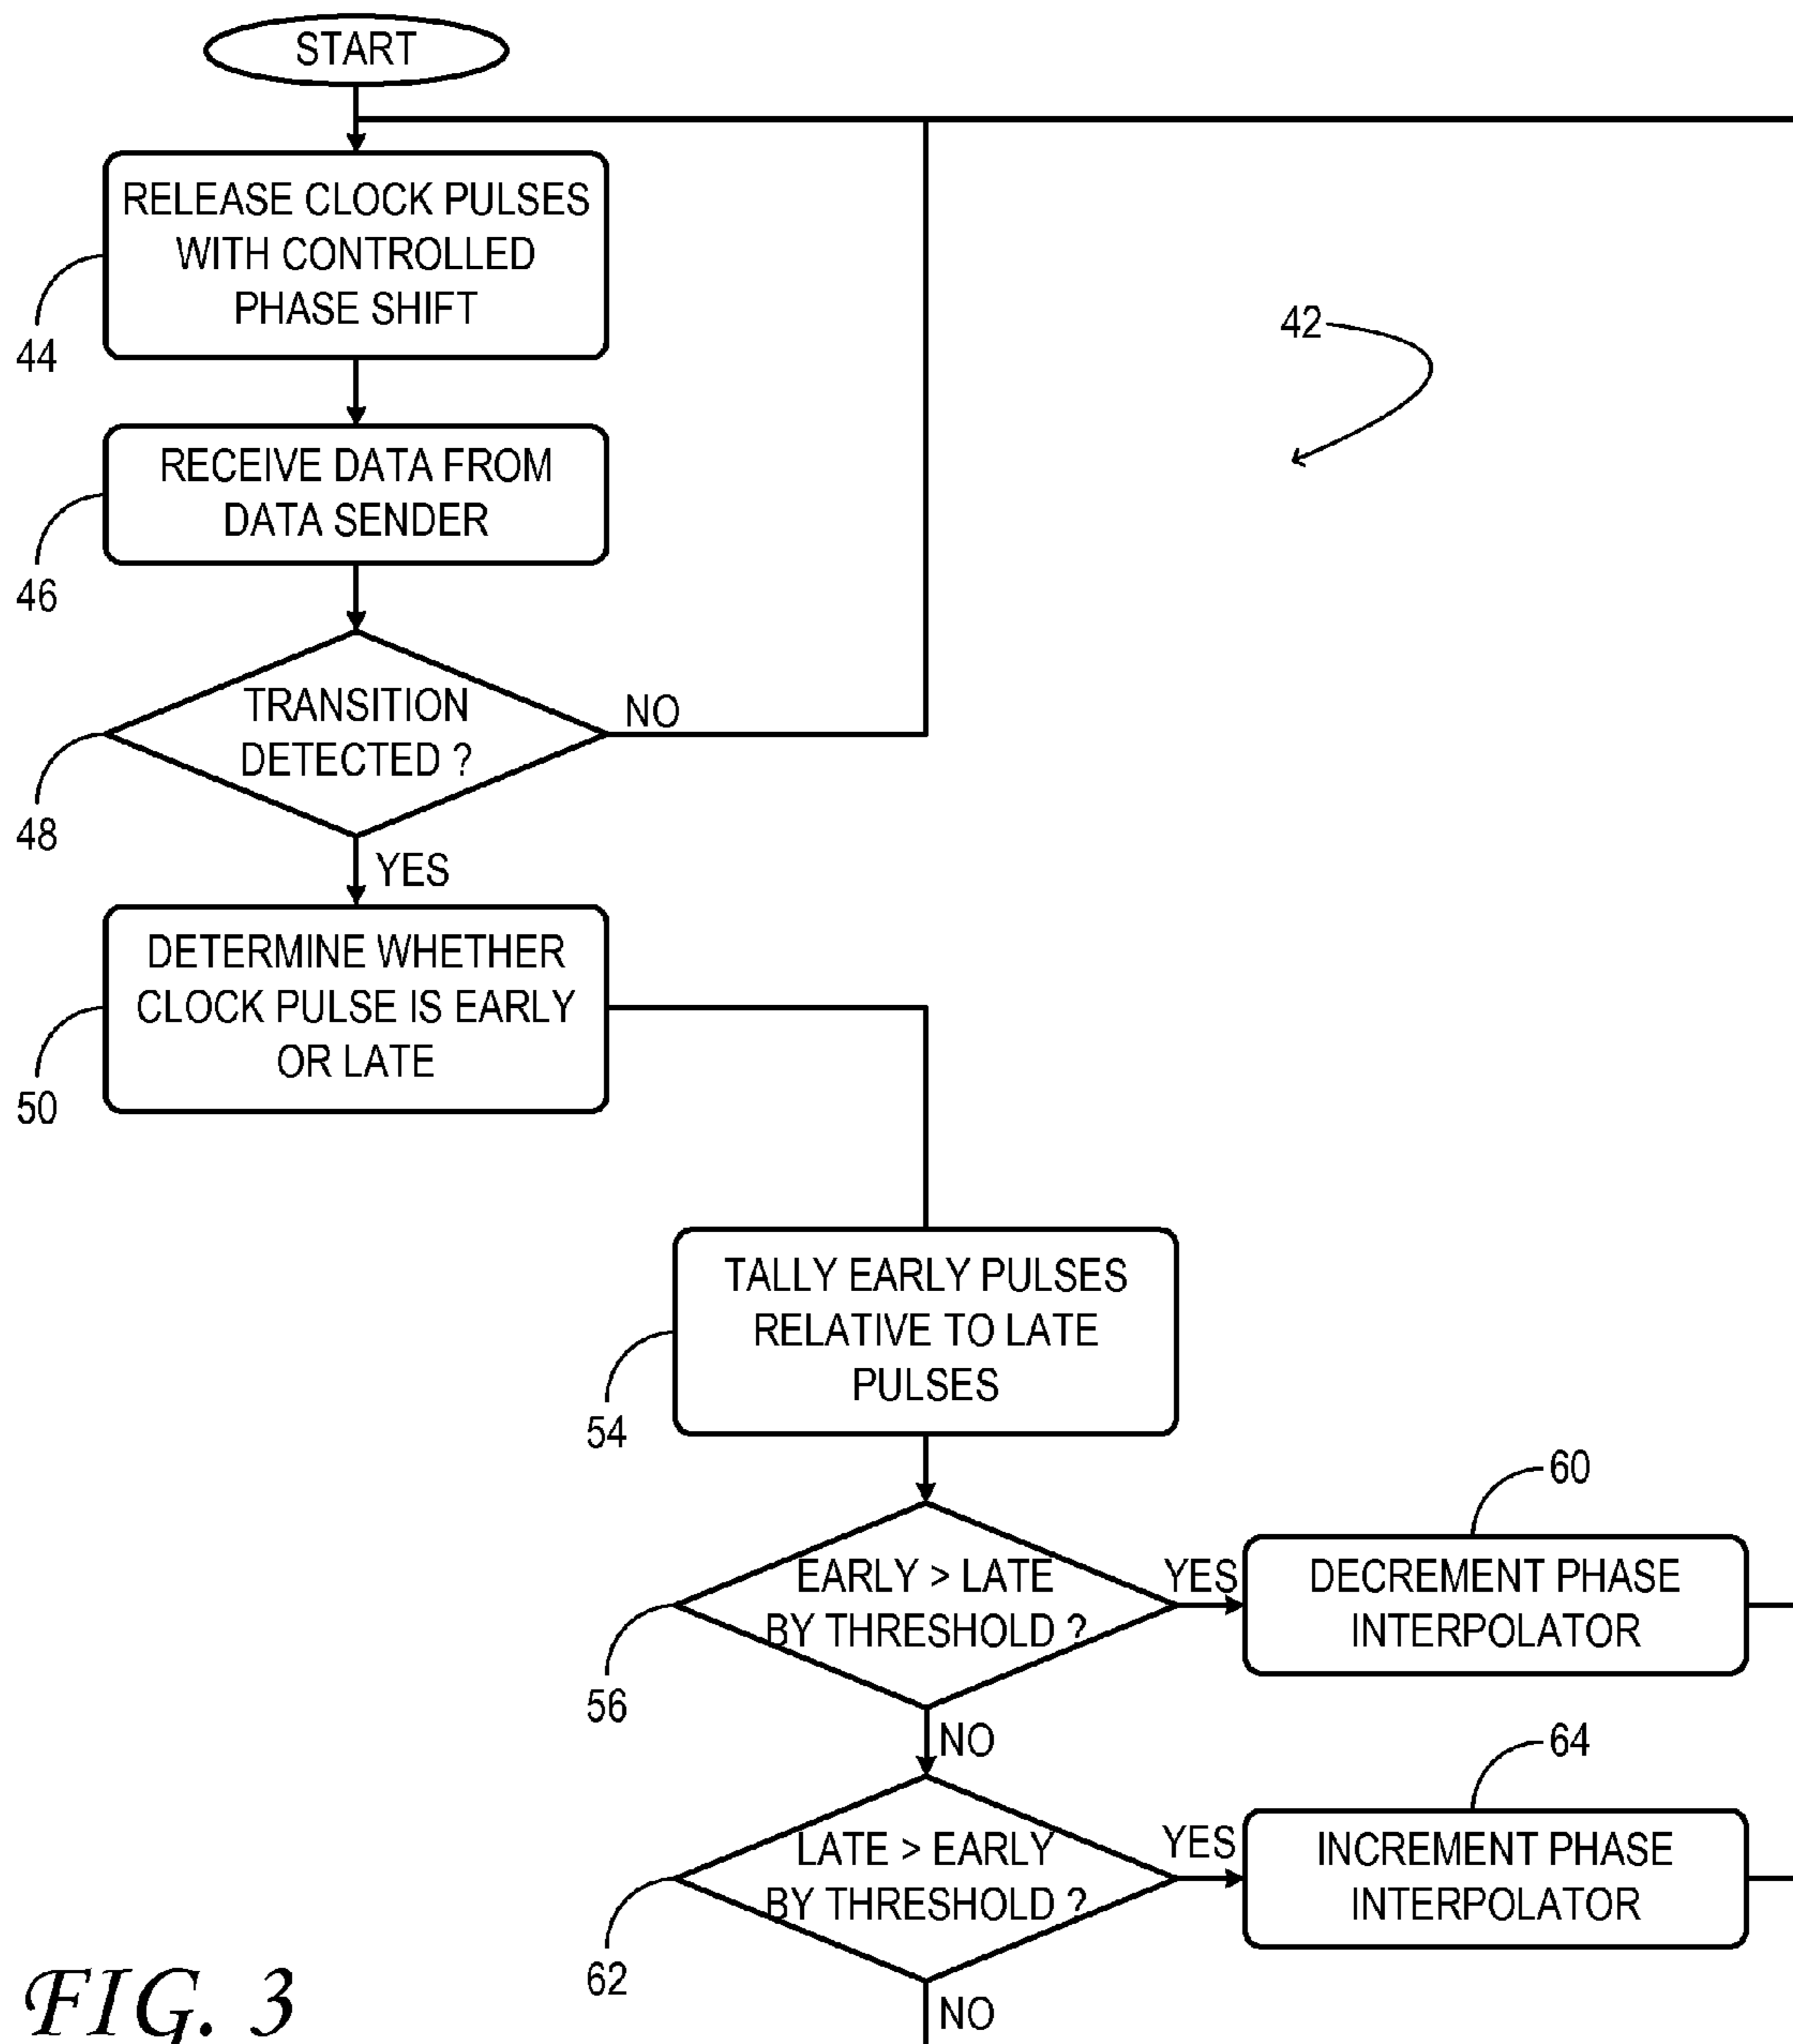 START
RELEASE CLOCK PULSES
WITH CONTROLLED
PHASE SHIFT
44
42
RECEIVE DATA FROM
DATA SENDER
46
TRANSITION
DETECTED ?
NO
48
YES
DETERMINE WHETHER
CLOCK PULSE IS EARLY
OR LATE
50
TALLY EARLY PULSES
RELATIVE TO LATE
PULSES
54
EARLY > LATE
BY THRESHOLD ?
YES
56
60
DECREMENT PHASE
INTERPOLATOR
NO
LATE > EARLY
BY THRESHOLD ?
YES
62
64
INCREMENT PHASE
INTERPOLATOR
NO
FIG. 3